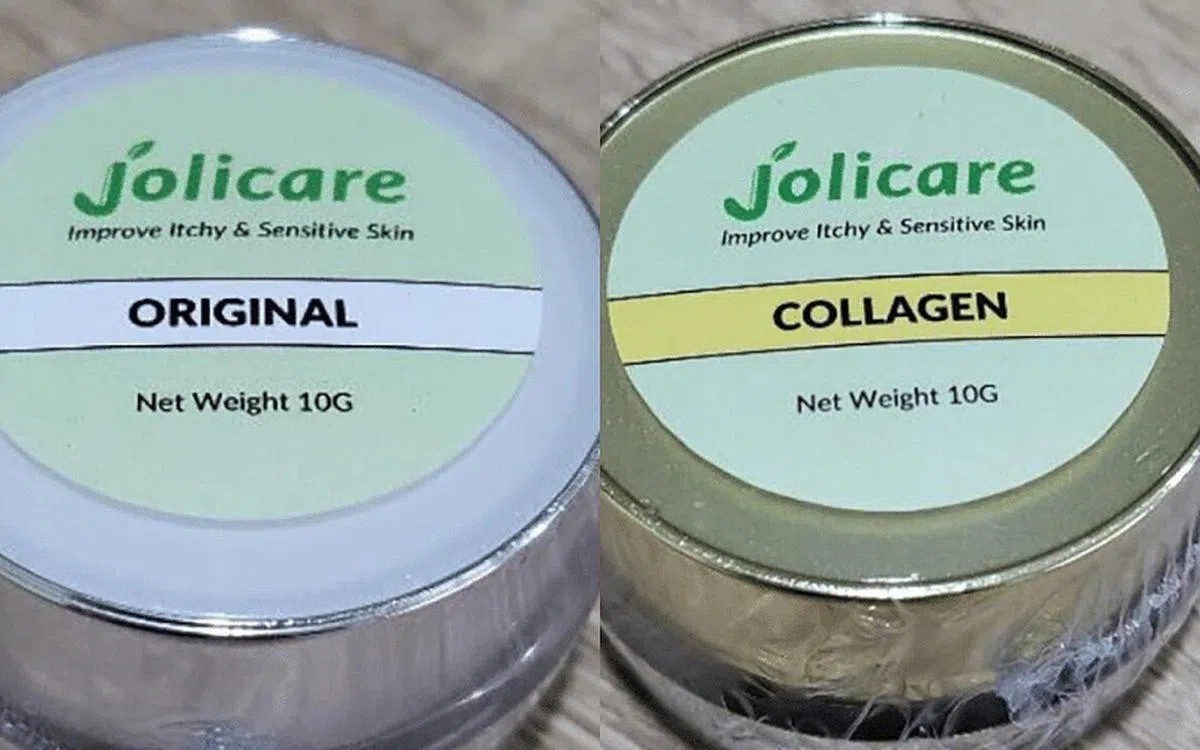 Jolicare
Improve Itchy & Sensitive Skin
ORIGINAL
Net Weight 10G
Jolicare
Improve Itchy & Sensitive Skin
COLLAGEN
Net Weight 10G